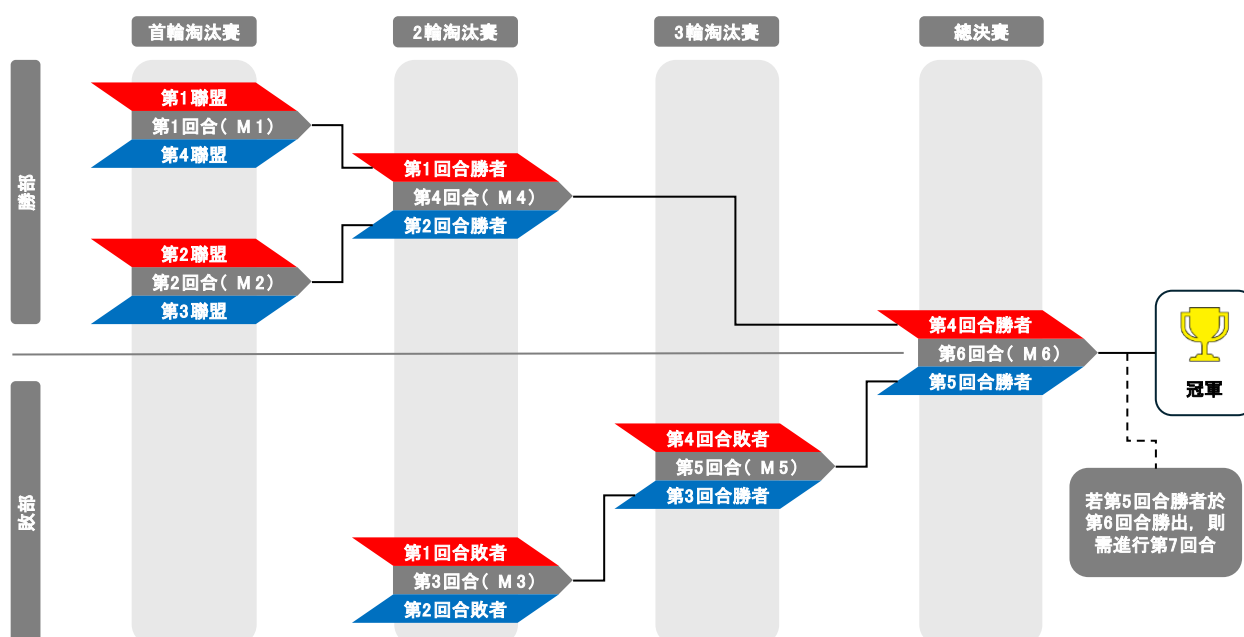 首輪淘汰賽
2輪淘汰賽
3輪淘汰賽
總決賽
勝部
第1聯盟
第1回合( M1)
第4聯盟
第2聯盟
第2回合( M2)
第3聯盟
第1回合勝者
第4回合( M4)
第2回合勝者
第4回合勝者
第6回合( M6)
第5回合勝者
冠軍
敗部
第4回合敗者
第5回合( M5)
第3回合勝者
第1回合敗者
第3回合( M3)
第2回合敗者
若第5回合勝者於
第6回合勝出，則
需進行第7回合